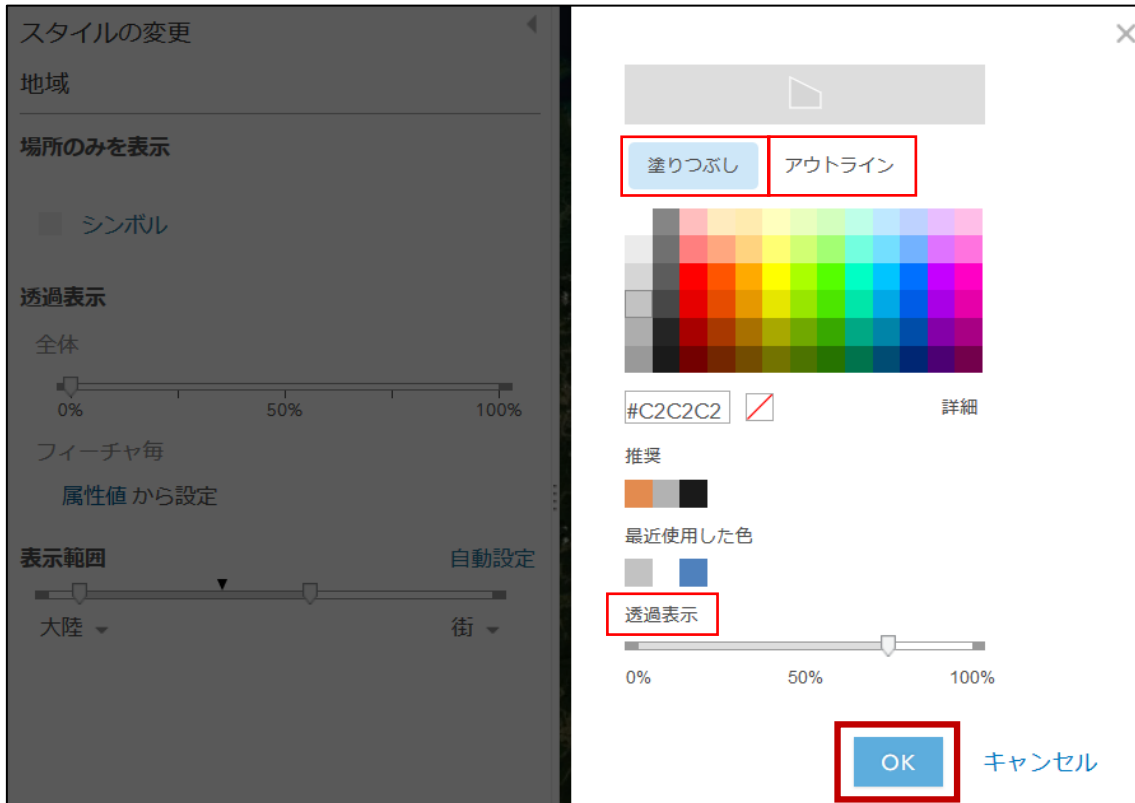 スタイルの変更
地域
場所のみを表示
シンボル
透過表示
全体
0% 50% 100%
フィーチャ毎
属性値 から設定
表示範囲 自動設定
大陸 街
塗りつぶし アウトライン
#C2C2C2 詳細
推奨
最近使用した色
透過表示
0% 50% 100%
OK キャンセル